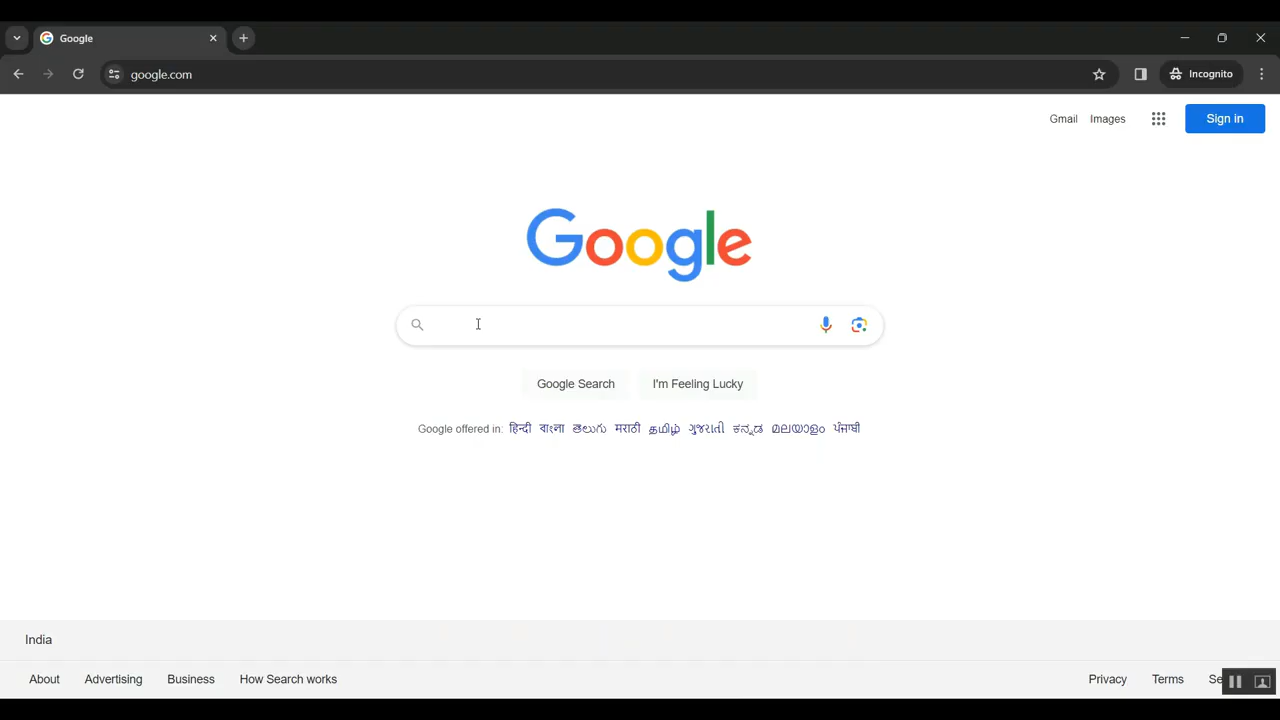 Google
google.com
Incognito
Gmail Images Sign in
Google
Google Search I'm Feeling Lucky
Google offered in: हिन्दी বাংলা తెలుగు मराठी தமிழ் ગુજરાતી ಕನ್ನಡ മലയാളം ਪੰਜਾਬੀ
India
About Advertising Business How Search works Privacy Terms